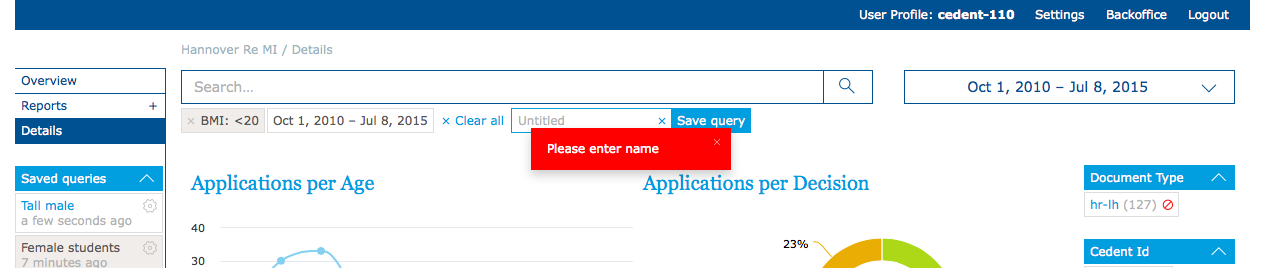 User Profile: cedent-110 Settings Backoffice Logout
Hannover Re MI / Details
Overview
Reports +
Details
Search...
Oct 1, 2010 – Jul 8, 2015
× BMI: <20 Oct 1, 2010 – Jul 8, 2015 × Clear all Untitled × Save query
Please enter name ×
Saved queries
Tall male
a few seconds ago
Female students
7 minutes ago
Applications per Age
40
30
Applications per Decision
23%
Document Type
hr-lh (127)
Cedent Id